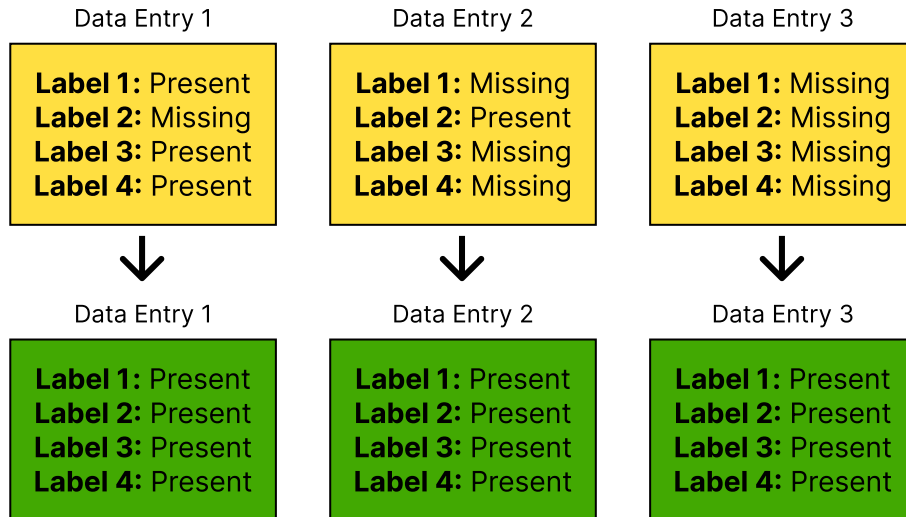 Data Entry 1
Label 1: Present
Label 2: Missing
Label 3: Present
Label 4: Present
Data Entry 2
Label 1: Missing
Label 2: Present
Label 3: Missing
Label 4: Missing
Data Entry 3
Label 1: Missing
Label 2: Missing
Label 3: Missing
Label 4: Missing
Data Entry 1
Label 1: Present
Label 2: Present
Label 3: Present
Label 4: Present
Data Entry 2
Label 1: Present
Label 2: Present
Label 3: Present
Label 4: Present
Data Entry 3
Label 1: Present
Label 2: Present
Label 3: Present
Label 4: Present